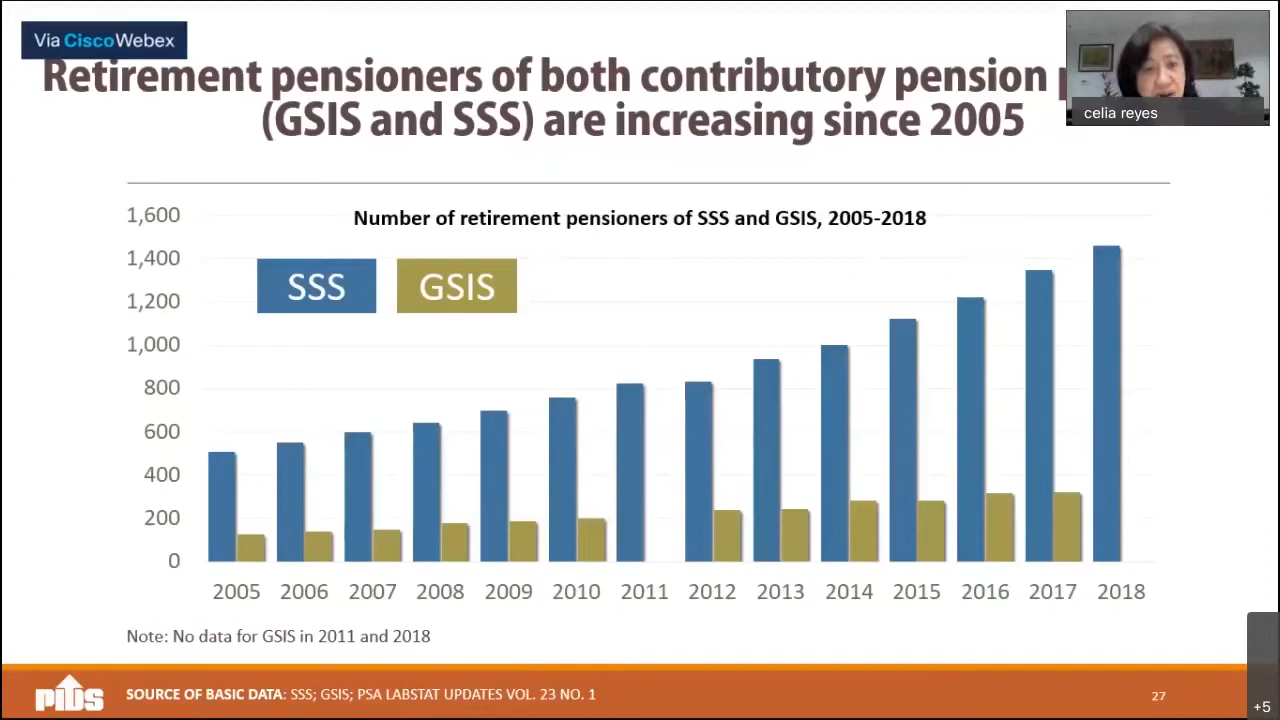 Via CiscoWebex
Retirement pensioners of both contributory pension
(GSIS and SSS) are increasing since 2005
celia reyes
Number of retirement pensioners of SSS and GSIS, 2005-2018
SSS GSIS
1,600
1,400
1,200
1,000
800
600
400
200
0
2005 2006 2007 2008 2009 2010 2011 2012 2013 2014 2015 2016 2017 2018
Note: No data for GSIS in 2011 and 2018
pids
SOURCE OF BASIC DATA: SSS; GSIS; PSA LABSTAT UPDATES VOL. 23 NO. 1
27
+5